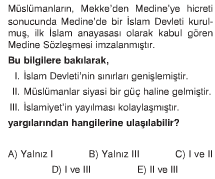 Müslümanların, Mekke'den Medine'ye hicreti
sonucunda Medine'de bir İslam Devleti kurul-
muş, ilk İslam anayasası olarak kabul gören
Medine Sözleşmesi imzalanmıştır.
Bu bilgilere bakılarak,
I. İslam Devleti'nin sınırları genişlemiştir.
II. Müslümanlar siyasi bir güç haline gelmiştir.
III. İslamiyet'in yayılması kolaylaşmıştır.
yargılarından hangilerine ulaşılabilir?
A) Yalnız I B) Yalnız III C) I ve II
D) I ve III E) II ve III